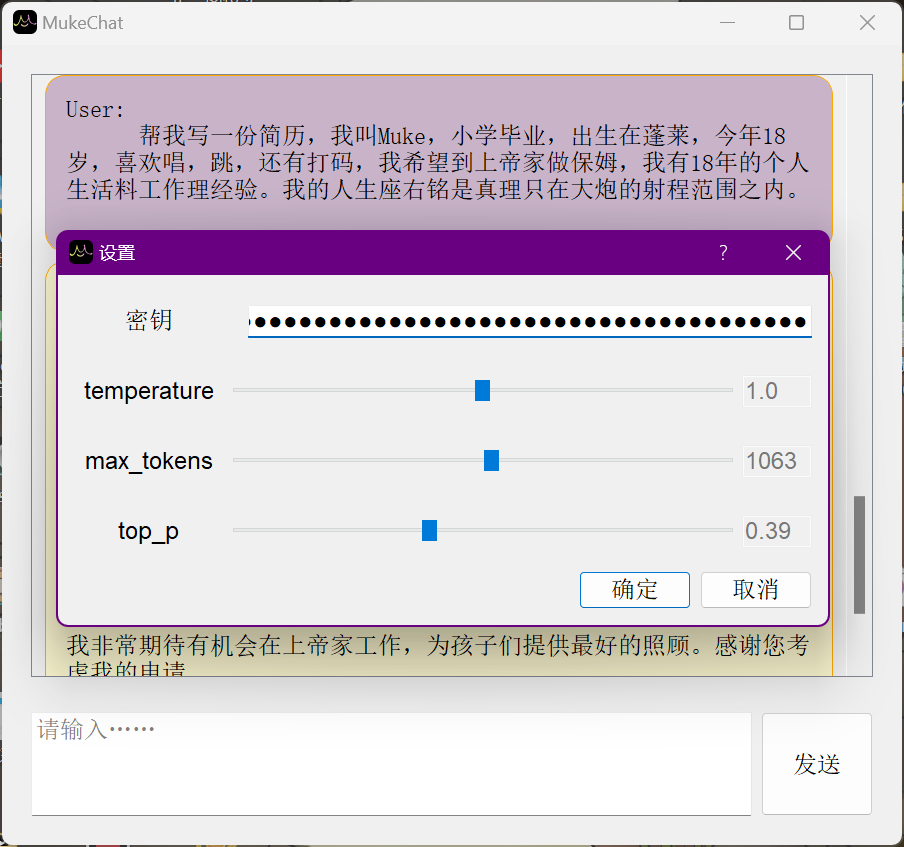 MukeChat
User:
帮我写一份简历，我叫Muke，小学毕业，出生在蓬莱，今年18
岁，喜欢唱，跳，还有打码，我希望到上帝家做保姆，我有18年的个人
生活料工作理经验。我的人生座右铭是真理只在大炮的射程范围之内。
设置
?
密钥
temperature
1.0
max_tokens
1063
top_p
0.39
确定
取消
我非常期待有机会在上帝家工作，为孩子们提供最好的照顾。感谢您考
虑我的申请
请输入……
发送